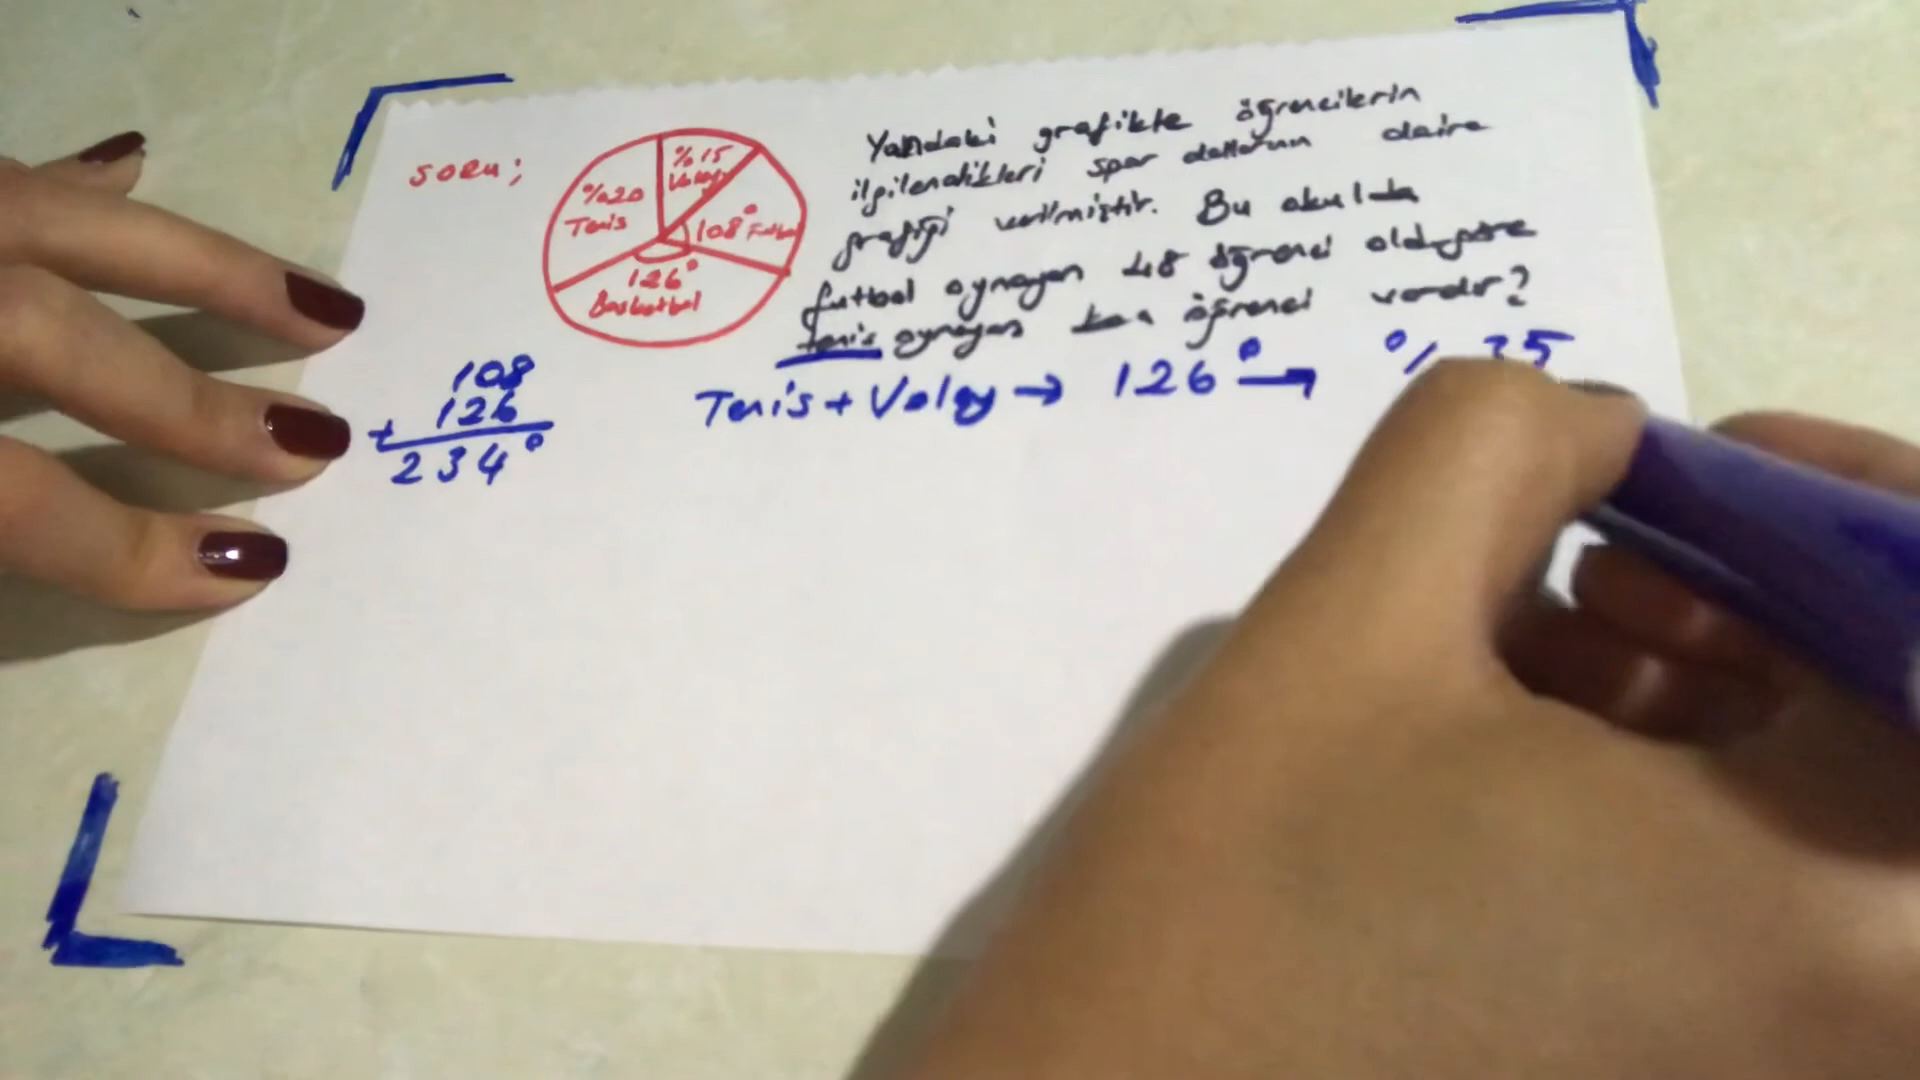 soru;
%15
Voleybol
%20
Tenis
108° Futbol
126°
Basketbol
Yandaki grafikte öğrencilerin
ilgilendikleri spor dallarının daire
grafiği verilmiştir. Bu okulda
futbol oynayan 48 öğrenci olduğuna göre
tenis oynayan kaç öğrenci vardır?
108
+ 126
234°
Tenis + Voleybol → 126° → % 35